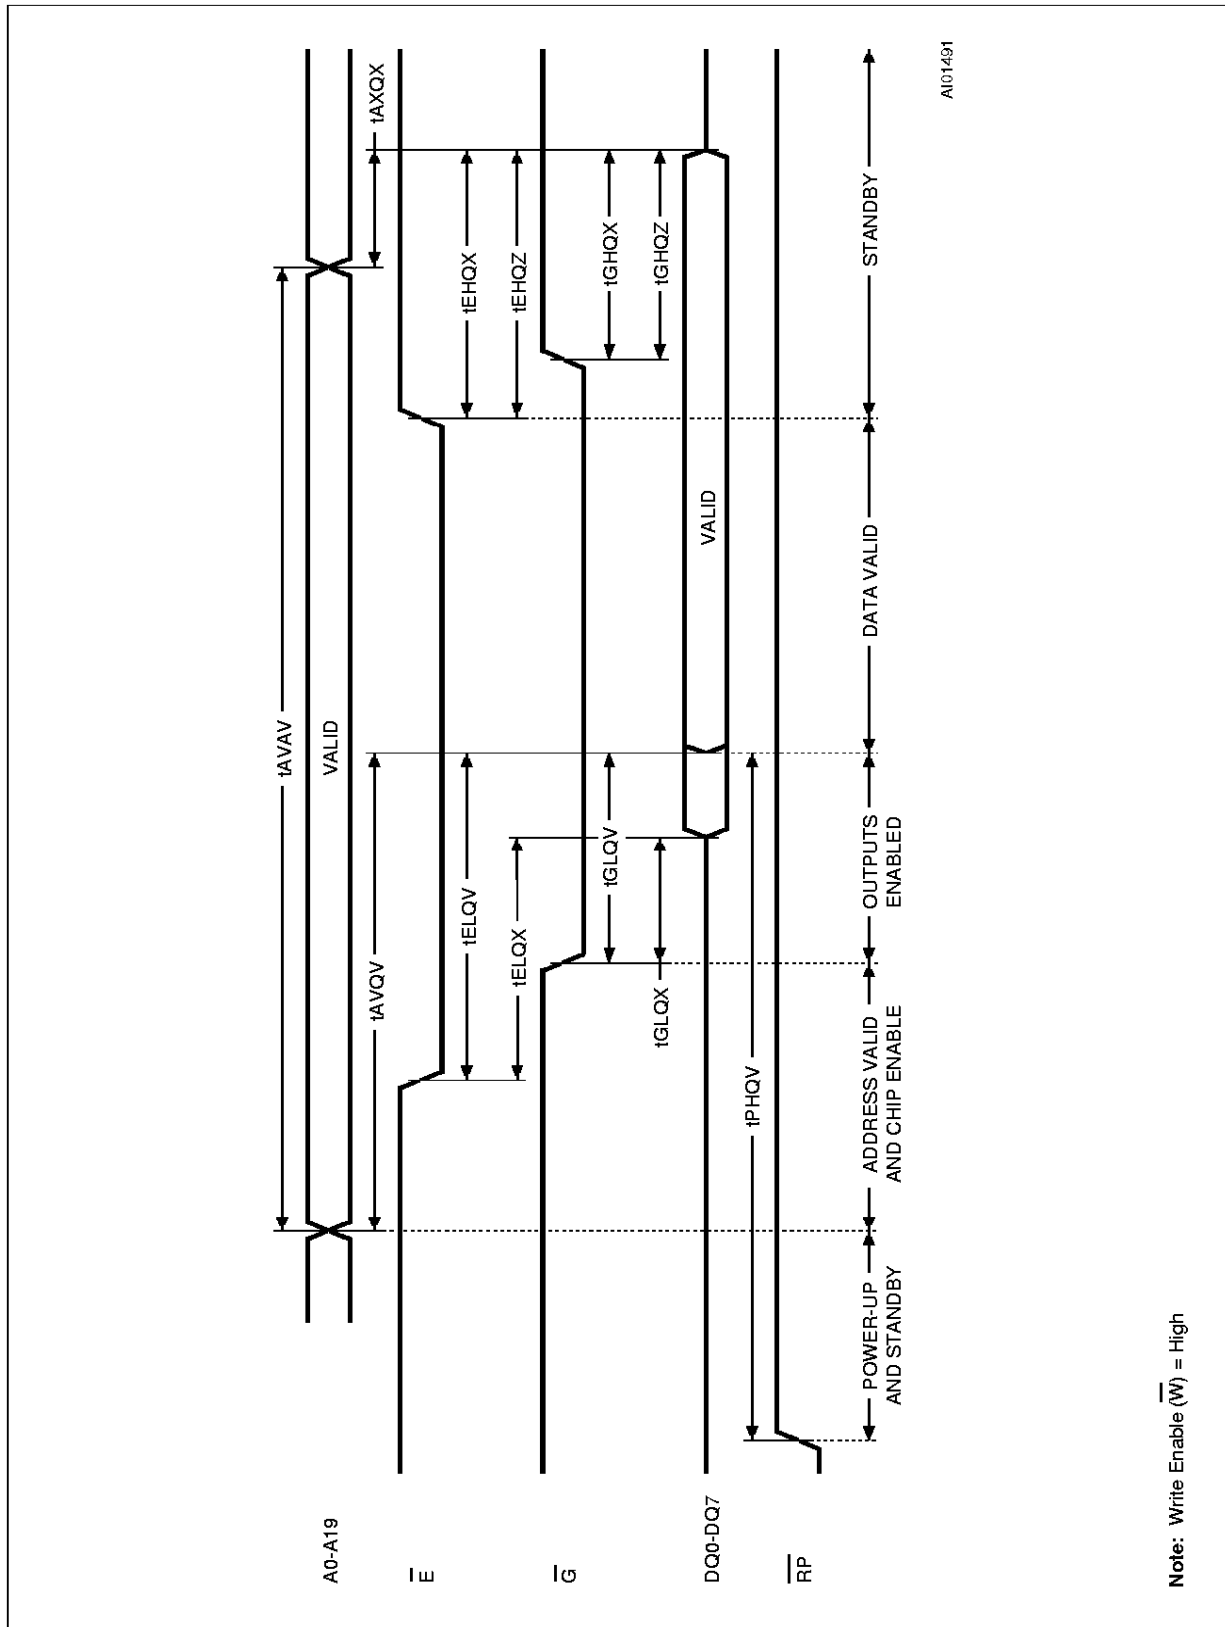 A0-A19
VALID
tAVAV
tAVQV
tAXQX
E
tELQV
tEHQX
tELQX
tEHQZ
G
tGLQV
tGHQX
tGLQX
tGHQZ
DQ0-DQ7
VALID
tPHQV
RP
POWER-UP
AND STANDBY
ADDRESS VALID
AND CHIP ENABLE
OUTPUTS
ENABLED
DATA VALID
STANDBY
AI01491
Note: Write Enable (W) = High